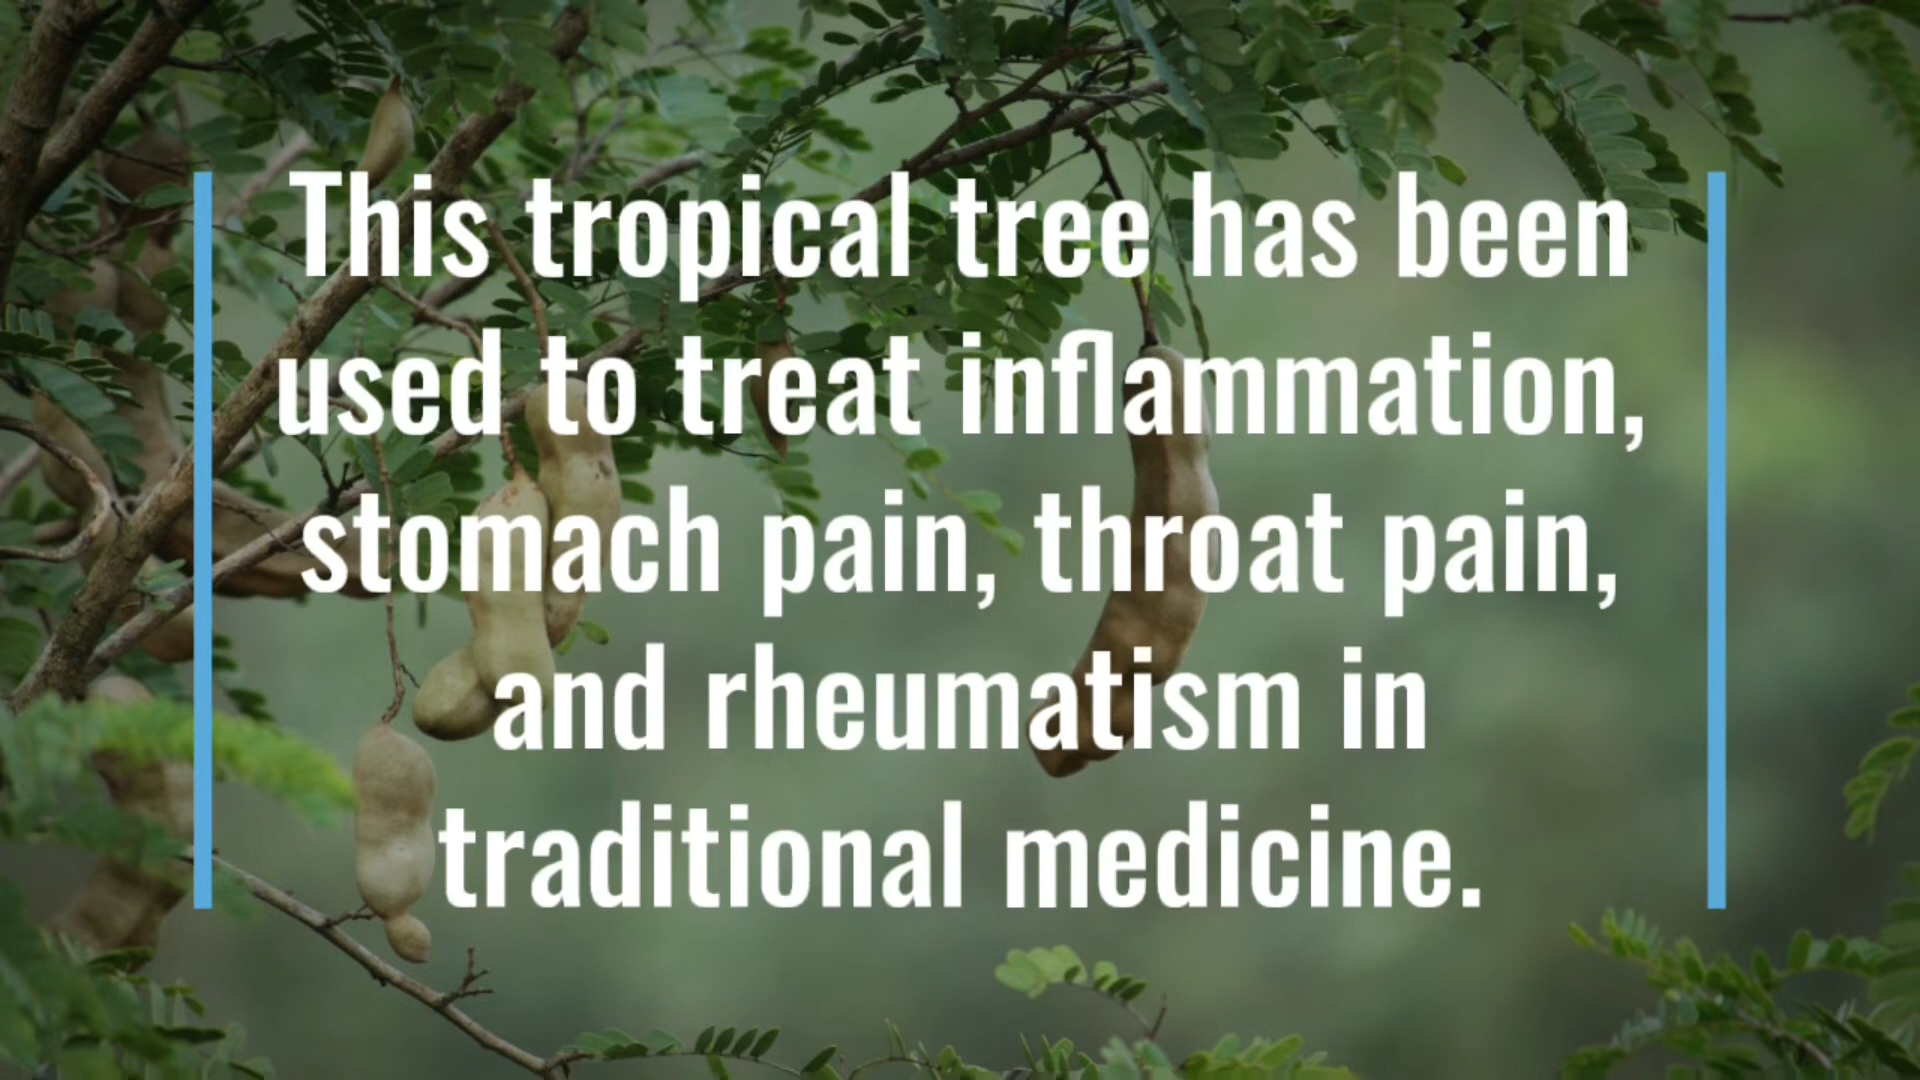 This tropical tree has been
used to treat inflammation,
stomach pain, throat pain,
and rheumatism in
traditional medicine.